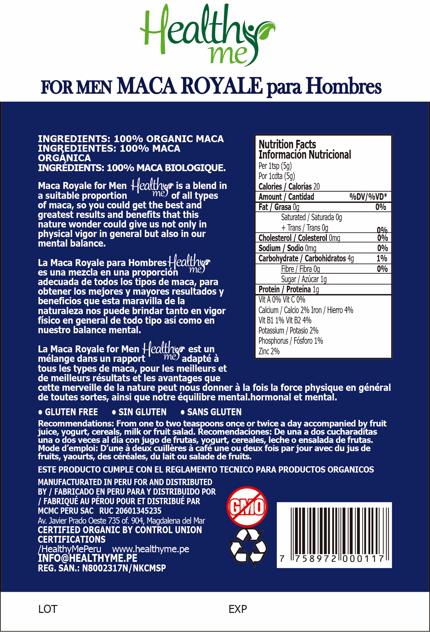 Healthy
me
FOR MEN MACA ROYALE para Hombres
INGREDIENTS: 100% ORGANIC MACA
INGREDIENTES: 100% MACA
ORGÁNICA
INGRÉDIENTS: 100% MACA BIOLOGIQUE.
Maca Royale for Men Healthy me is a blend in
a suitable proportion of all types
of maca, so you could get the best and
greatest results and benefits that this
nature wonder could give us not only in
physical vigor in general but also in our
mental balance.
La Maca Royale para Hombres Healthy me
es una mezcla en una proporción
adecuada de todos los tipos de maca, para
obtener los mejores y mayores resultados y
beneficios que esta maravilla de la
naturaleza nos puede brindar tanto en vigor
físico en general de todo tipo así como en
nuestro balance mental.
La Maca Royale for Men Healthy me est un
mélange dans un rapport adapté à
tous les types de maca, pour les meilleurs et
de meilleurs résultats et les avantages que
cette merveille de la nature peut nous donner à la fois la force physique en général
de toutes sortes, ainsi que notre équilibre mental.hormonal et mental.
• GLUTEN FREE • SIN GLUTEN • SANS GLUTEN
Recommendations: From one to two teaspoons once or twice a day accompanied by fruit
juice, yogurt, cereals, milk or fruit salad. Recomendaciones: De una a dos cucharaditas
una o dos veces al día con jugo de frutas, yogurt, cereales, leche o ensalada de frutas.
Mode d'emploi: D'une à deux cuillères à café une ou deux fois par jour avec du jus de
fruits, yaourts, des céréales, du lait ou salade de fruits.
ESTE PRODUCTO CUMPLE CON EL REGLAMENTO TECNICO PARA PRODUCTOS ORGANICOS
MANUFACTURATED IN PERU FOR AND DISTRIBUTED
BY / FABRICADO EN PERU PARA Y DISTRIBUIDO POR
/ FABRIQUÉ AU PÉROU POUR ET DISTRIBUÉ PAR
MCMC PERU SAC RUC 20601345235
Av. Javier Prado Oeste 735 of. 904, Magdalena del Mar
CERTIFIED ORGANIC BY CONTROL UNION
CERTIFICATIONS
/HealthyMePeru www.healthyme.pe
INFO@HEALTHYME.PE
REG. SAN.: N8002317N/NKCMSP
Nutrition Facts
Información Nutricional
Per 1tsp (5g)
Por 1cdta (5g)
Calories / Calorías 20
Amount / Cantidad %DV/%VD*
Fat / Grasa 0g 0%
Saturated / Saturada 0g
+ Trans / Trans 0g 0%
Cholesterol / Colesterol 0mg 0%
Sodium / Sodio 0mg 0%
Carbohydrate / Carbohidratos 4g 1%
Fibre / Fibra 0g 0%
Sugar / Azúcar 1g
Protein / Proteína 1g
Vit A 0% Vit C 0%
Calcium / Calcio 2% Iron / Hierro 4%
Vit B1 1% Vit B2 4%
Potassium / Potasio 2%
Phosphorus / Fósforo 1%
Zinc 2%
GMO
7 758972 000117
LOT EXP